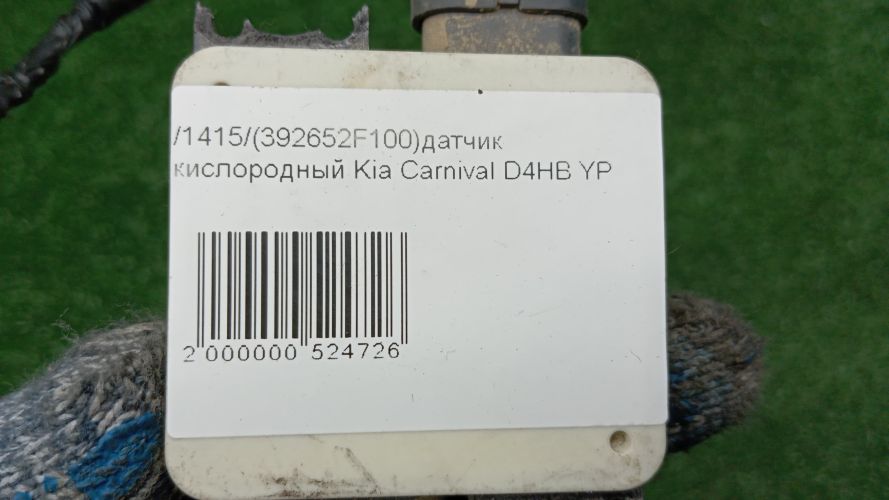 /1415/(392652F100)датчик
кислородный Kia Carnival D4HB YP
2 000000 524726